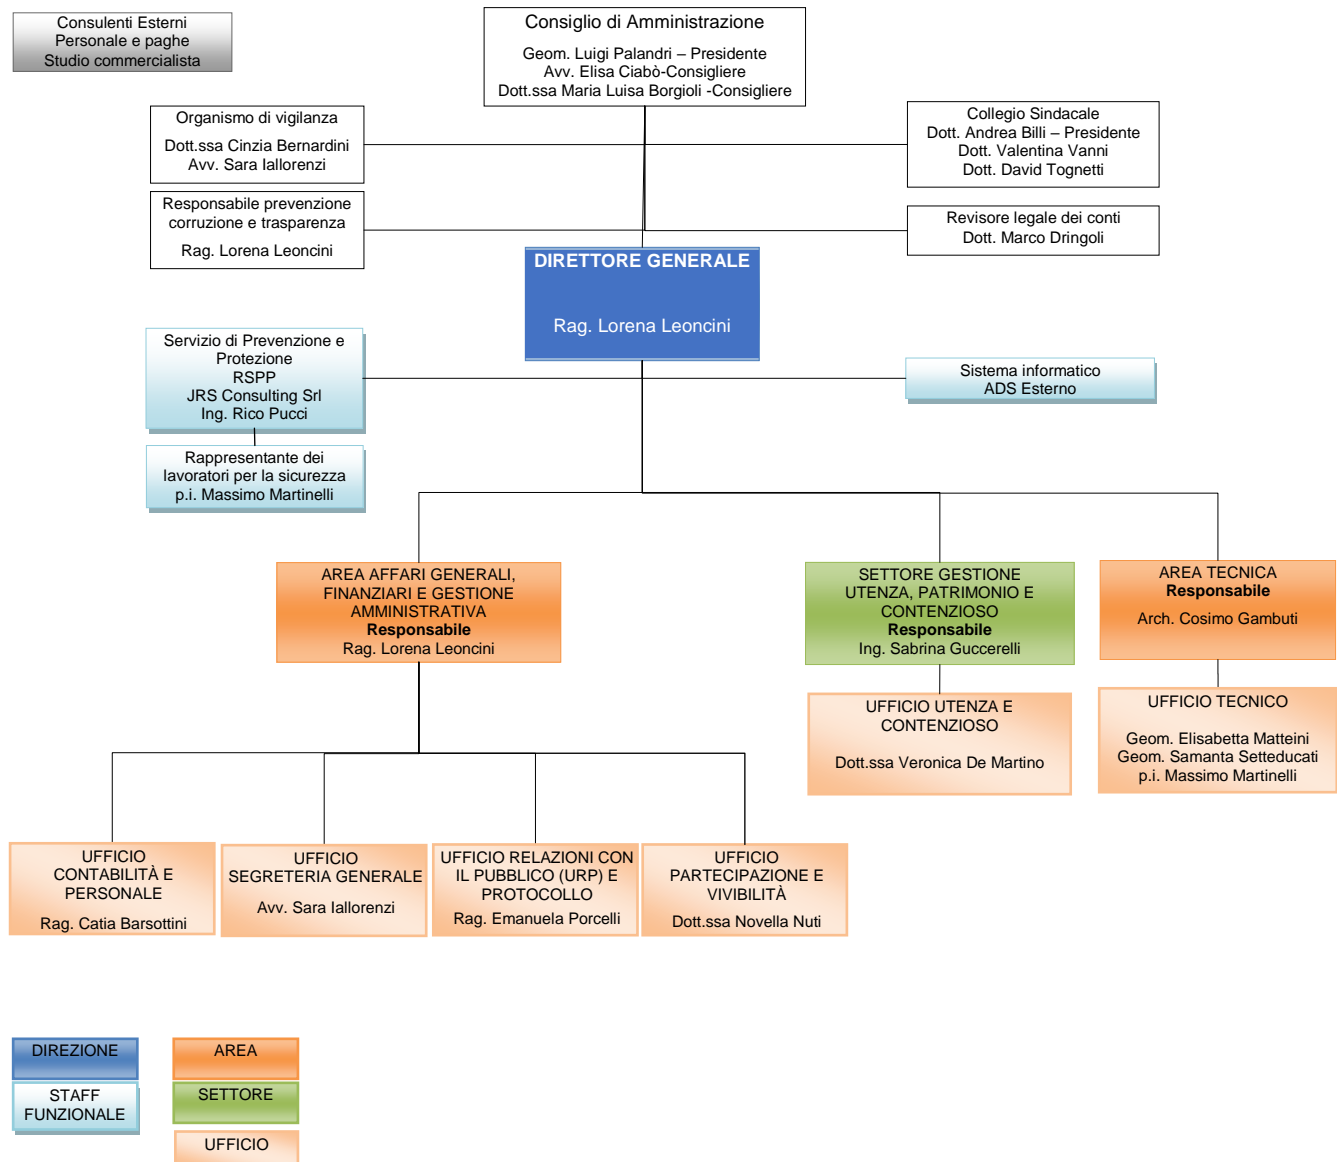 Consulenti Esterni
Personale e paghe
Studio commercialista
Consiglio di Amministrazione
Geom. Luigi Palandri – Presidente
Avv. Elisa Ciabò-Consigliere
Dott.ssa Maria Luisa Borgioli -Consigliere
Organismo di vigilanza
Dott.ssa Cinzia Bernardini
Avv. Sara Iallorenzi
Collegio Sindacale
Dott. Andrea Billi – Presidente
Dott. Valentina Vanni
Dott. David Tognetti
Responsabile prevenzione
corruzione e trasparenza
Rag. Lorena Leoncini
Revisore legale dei conti
Dott. Marco Dringoli
DIRETTORE GENERALE
Rag. Lorena Leoncini
Servizio di Prevenzione e
Protezione
RSPP
JRS Consulting Srl
Ing. Rico Pucci
Sistema informatico
ADS Esterno
Rappresentante dei
lavoratori per la sicurezza
p.i. Massimo Martinelli
AREA AFFARI GENERALI,
FINANZIARI E GESTIONE
AMMINISTRATIVA
Responsabile
Rag. Lorena Leoncini
SETTORE GESTIONE
UTENZA, PATRIMONIO E
CONTENZIOSO
Responsabile
Ing. Sabrina Guccerelli
AREA TECNICA
Responsabile
Arch. Cosimo Gambuti
UFFICIO UTENZA E
CONTENZIOSO
Dott.ssa Veronica De Martino
UFFICIO TECNICO
Geom. Elisabetta Matteini
Geom. Samanta Setteducati
p.i. Massimo Martinelli
UFFICIO
CONTABILITÀ E
PERSONALE
Rag. Catia Barsottini
UFFICIO
SEGRETERIA GENERALE
Avv. Sara Iallorenzi
UFFICIO RELAZIONI CON
IL PUBBLICO (URP) E
PROTOCOLLO
Rag. Emanuela Porcelli
UFFICIO
PARTECIPAZIONE E
VIVIBILITÀ
Dott.ssa Novella Nuti
DIREZIONE
AREA
STAFF
FUNZIONALE
SETTORE
UFFICIO